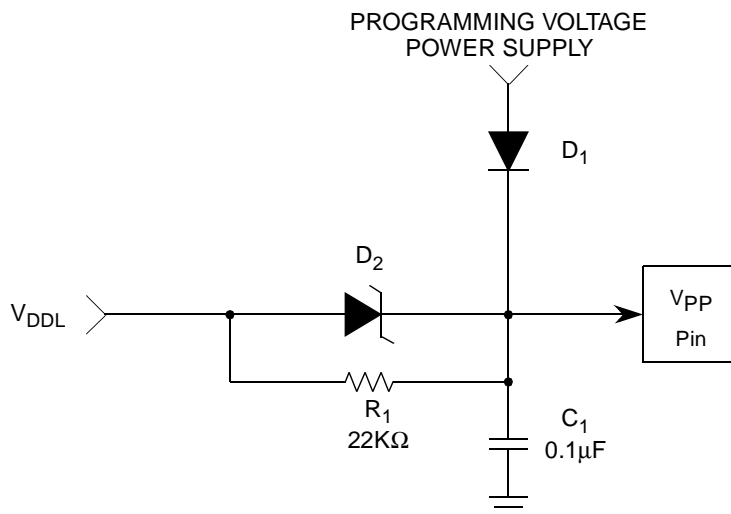 PROGRAMMING VOLTAGE
POWER SUPPLY
D1
D2
VDDL
VPP
Pin
R1
22KΩ
C1
0.1µF